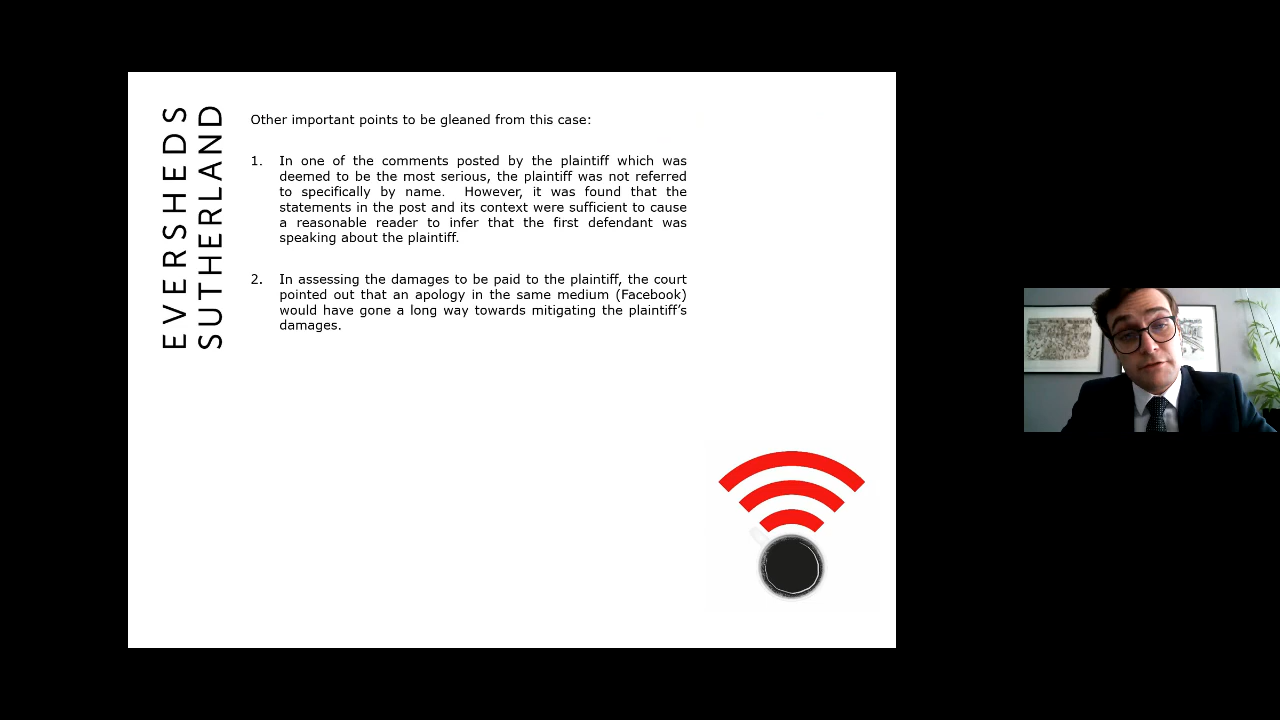 EVERSHEDS
SUTHERLAND
Other important points to be gleaned from this case:
1. In one of the comments posted by the plaintiff which was
deemed to be the most serious, the plaintiff was not referred
to specifically by name. However, it was found that the
statements in the post and its context were sufficient to cause
a reasonable reader to infer that the first defendant was
speaking about the plaintiff.
2. In assessing the damages to be paid to the plaintiff, the court
pointed out that an apology in the same medium (Facebook)
would have gone a long way towards mitigating the plaintiff’s
damages.